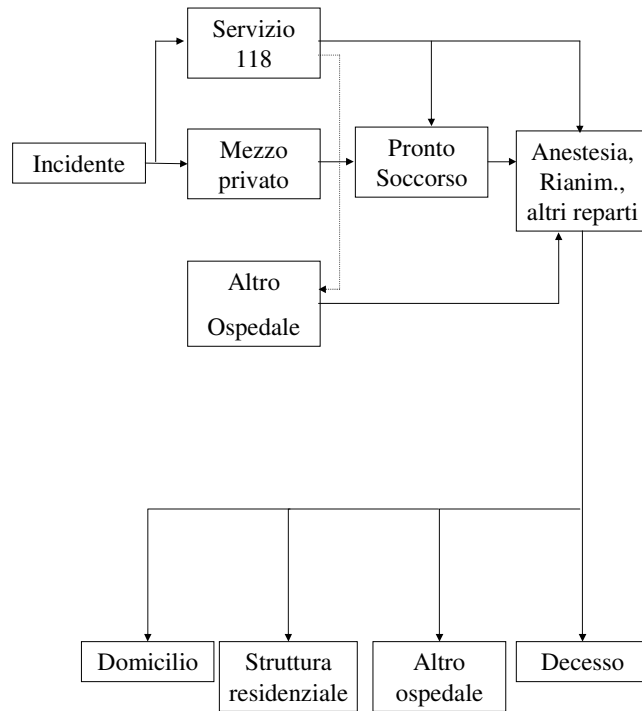 Servizio
118
Incidente
Mezzo
privato
Pronto
Soccorso
Anestesia,
Rianim.,
altri reparti
Altro
Ospedale
Domicilio
Struttura
residenziale
Altro
ospedale
Decesso